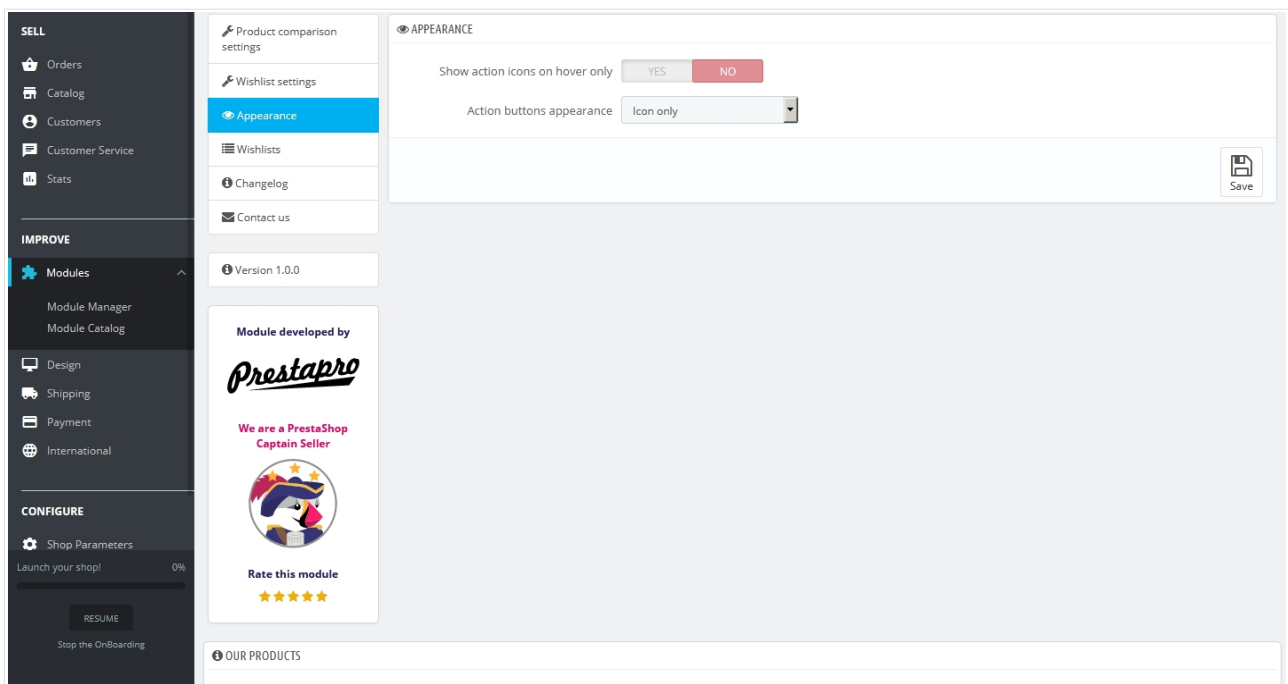 SELL
Orders
Catalog
Customers
Customer Service
Stats
IMPROVE
Modules
Module Manager
Module Catalog
Design
Shipping
Payment
International
CONFIGURE
Shop Parameters
Launch your shop! 0%
RESUME
Stop the OnBoarding
Product comparison
settings
Wishlist settings
Appearance
Wishlists
Changelog
Contact us
Version 1.0.0
Module developed by
Prestapro
We are a PrestaShop
Captain Seller
Rate this module
APPEARANCE
Show action icons on hover only YES NO
Action buttons appearance Icon only
Save
OUR PRODUCTS